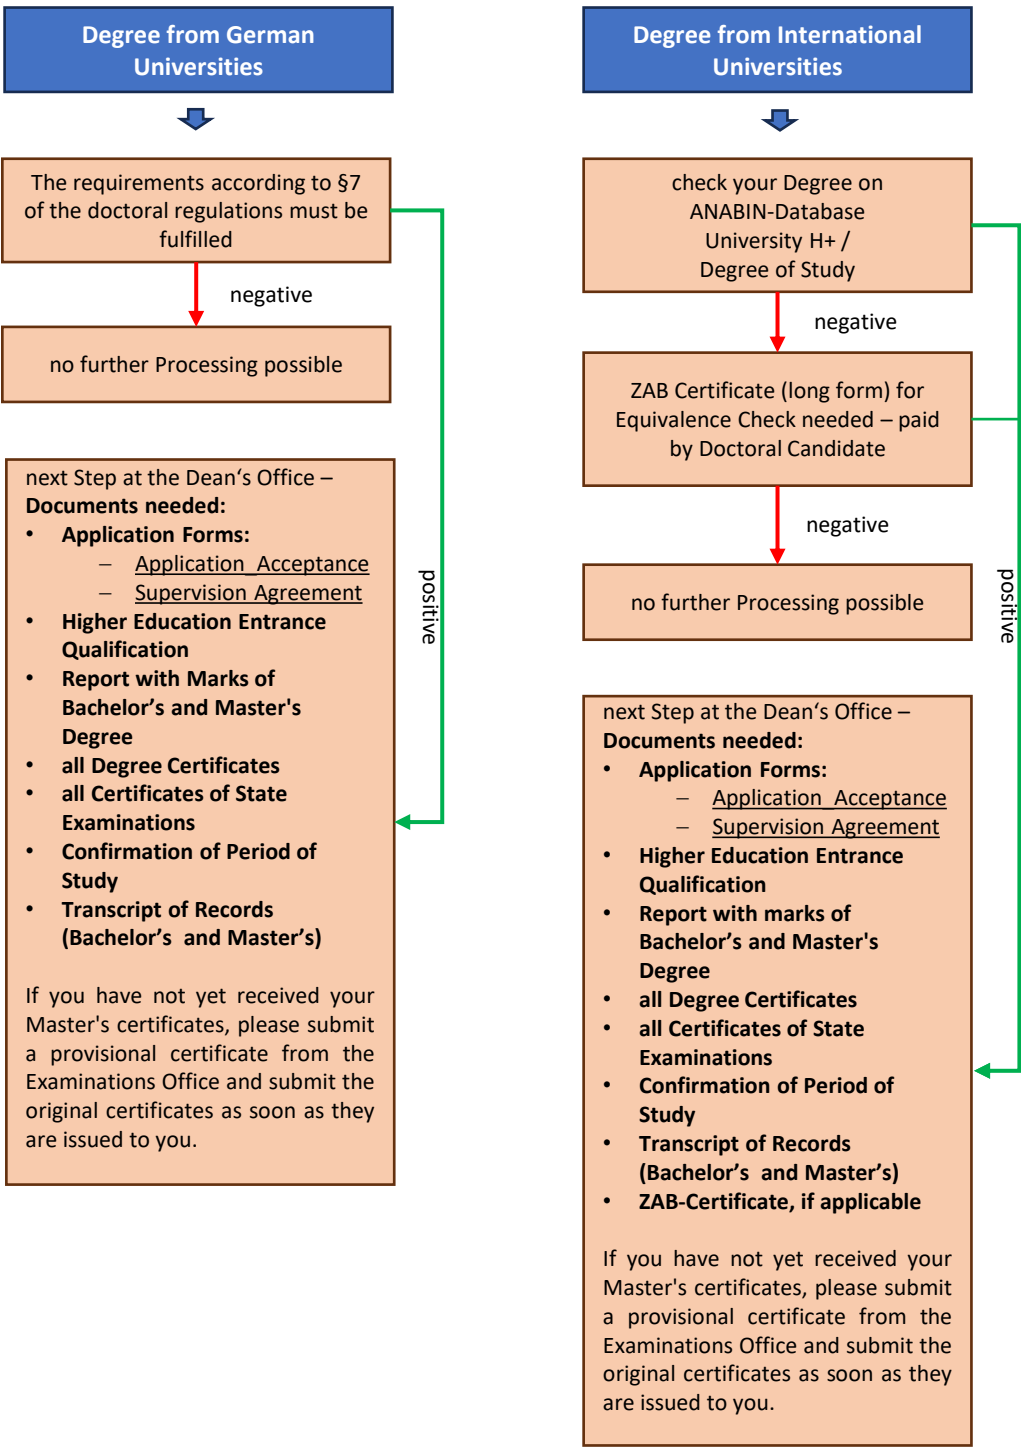 Degree from German
Universities
The requirements according to §7
of the doctoral regulations must be
fulfilled
negative
no further Processing possible
next Step at the Dean‘s Office –
Documents needed:
• Application Forms:
– Application_Acceptance
– Supervision Agreement
• Higher Education Entrance
Qualification
• Report with Marks of
Bachelor’s and Master's
Degree
• all Degree Certificates
• all Certificates of State
Examinations
• Confirmation of Period of
Study
• Transcript of Records
(Bachelor’s and Master’s)
If you have not yet received your
Master's certificates, please submit
a provisional certificate from the
Examinations Office and submit the
original certificates as soon as they
are issued to you.
positive
Degree from International
Universities
check your Degree on
ANABIN-Database
University H+ /
Degree of Study
negative
ZAB Certificate (long form) for
Equivalence Check needed – paid
by Doctoral Candidate
negative
no further Processing possible
positive
next Step at the Dean‘s Office –
Documents needed:
• Application Forms:
– Application_Acceptance
– Supervision Agreement
• Higher Education Entrance
Qualification
• Report with marks of
Bachelor’s and Master's
Degree
• all Degree Certificates
• all Certificates of State
Examinations
• Confirmation of Period of
Study
• Transcript of Records
(Bachelor’s and Master’s)
• ZAB-Certificate, if applicable
If you have not yet received your
Master's certificates, please submit
a provisional certificate from the
Examinations Office and submit the
original certificates as soon as they
are issued to you.